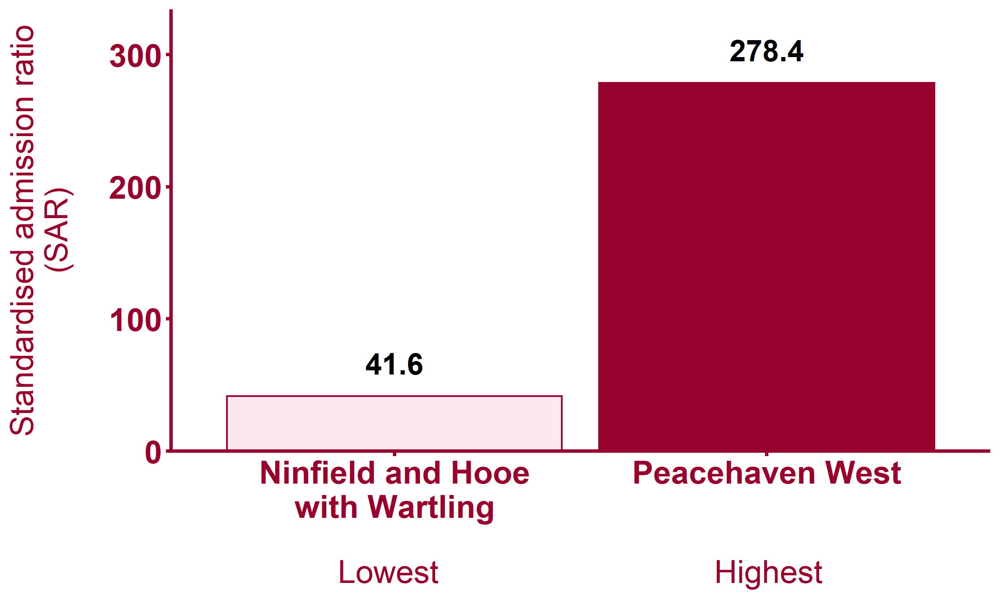 Standardised admission ratio
(SAR)
300
200
100
0
278.4
41.6
Ninfield and Hooe
with Wartling
Peacehaven West
Lowest
Highest